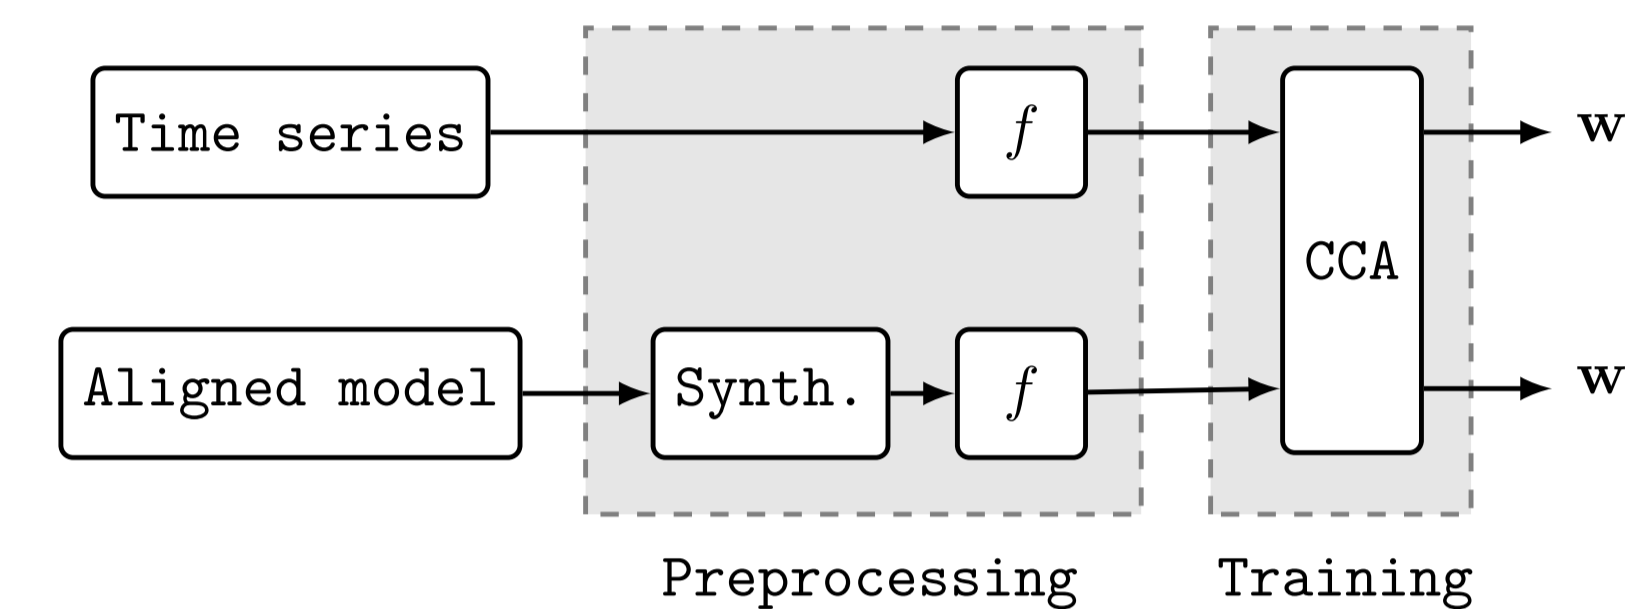 Time series
f
w
CCA
Aligned model
Synth.
f
w
Preprocessing
Training